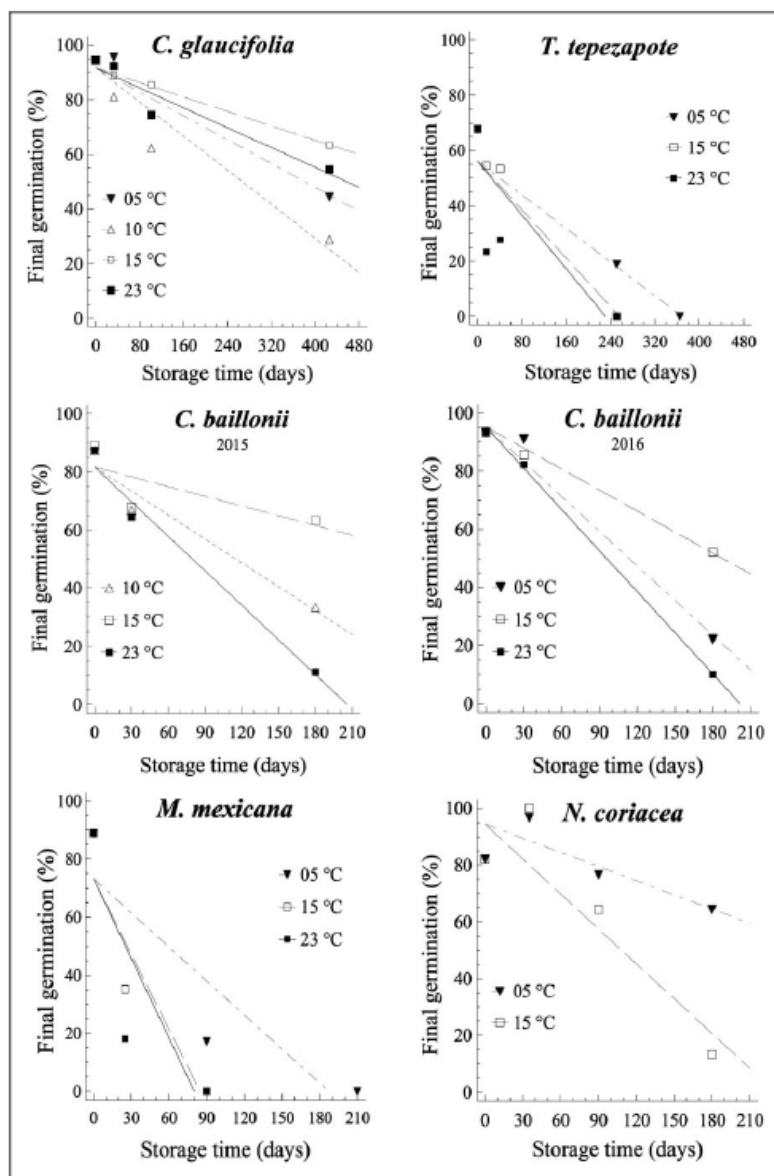 C. glaucifolia
Final germination (%)
100
80
60
40
20
0
05 °C
10 °C
15 °C
23 °C
0 80 160 240 320 400 480
Storage time (days)
T. tepezapote
Final germination (%)
100
80
60
40
20
0
05 °C
15 °C
23 °C
0 80 160 240 320 400 480
Storage time (days)
C. baillonii
2015
Final germination (%)
100
80
60
40
20
0
10 °C
15 °C
23 °C
0 30 60 90 120 150 180 210
Storage time (days)
C. baillonii
2016
Final germination (%)
100
80
60
40
20
0
05 °C
15 °C
23 °C
0 30 60 90 120 150 180 210
Storage time (days)
M. mexicana
Final germination (%)
100
80
60
40
20
0
05 °C
15 °C
23 °C
0 30 60 90 120 150 180 210
Storage time (days)
N. coriacea
Final germination (%)
100
80
60
40
20
0
05 °C
15 °C
0 30 60 90 120 150 180 210
Storage time (days)